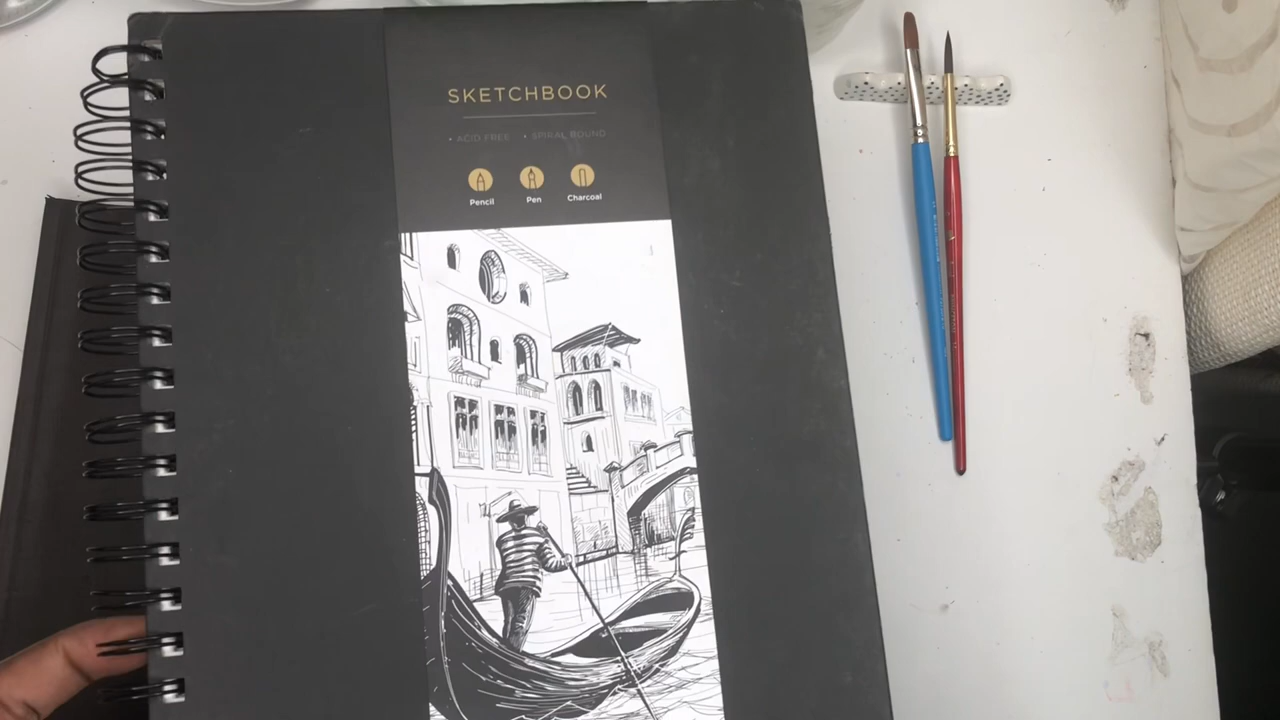 SKETCHBOOK
• ACID FREE • SPIRAL BOUND
Pencil Pen Charcoal